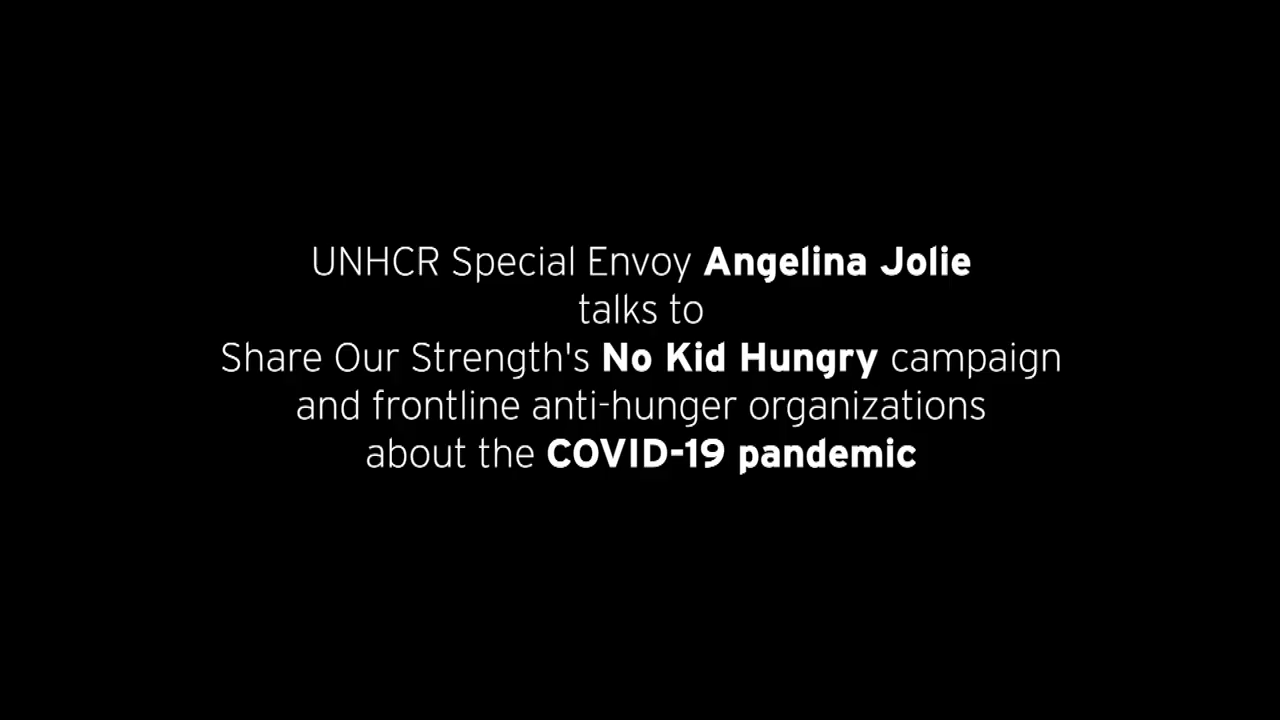 UNHCR Special Envoy Angelina Jolie
talks to
Share Our Strength's No Kid Hungry campaign
and frontline anti-hunger organizations
about the COVID-19 pandemic